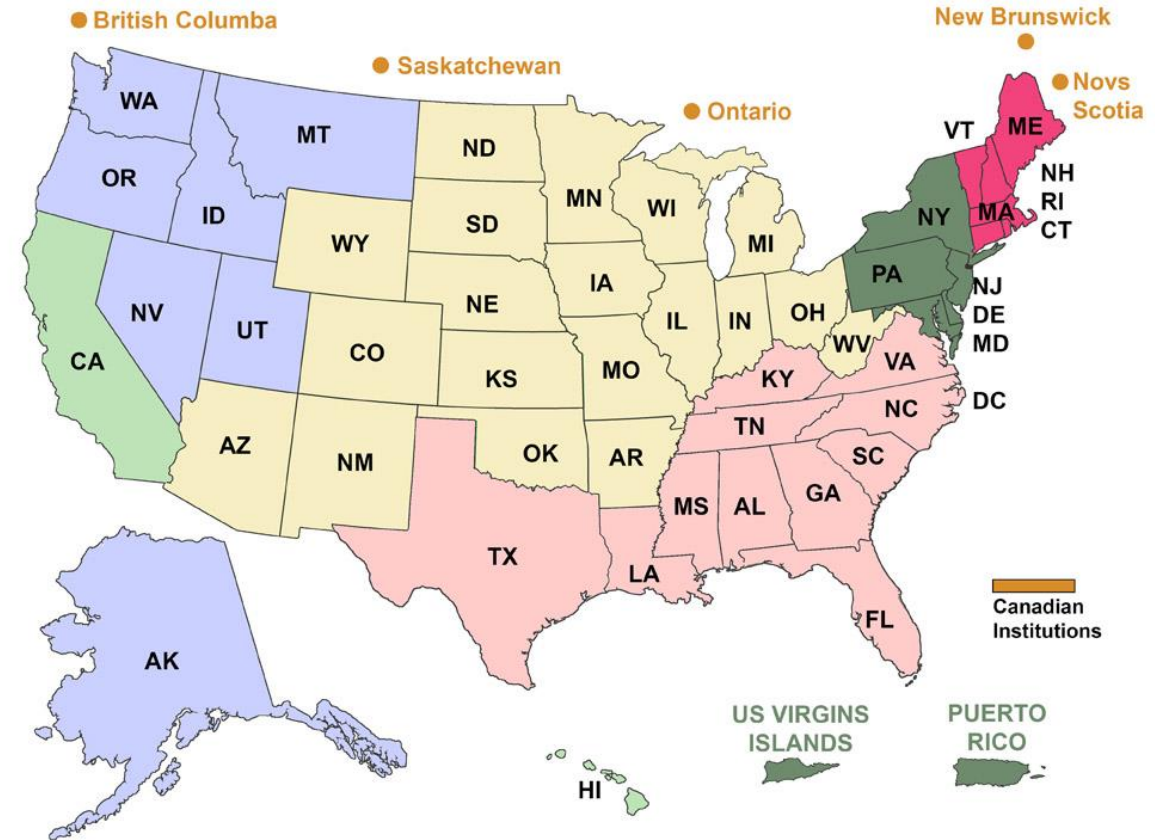 British Columba
New Brunswick
Saskatchewan
Novs
Scotia
Ontario
WA
MT
ND
VT
ME
OR
ID
MN
NH
RI
CT
SD
WI
MI
NY
MA
WY
PA
NJ
DE
MD
NV
UT
NE
IA
IL
IN
OH
WV
CA
CO
KS
MO
KY
VA
DC
AZ
NM
OK
AR
TN
NC
SC
MS
AL
GA
TX
LA
FL
Canadian
Institutions
AK
HI
US VIRGINS
ISLANDS
PUERTO
RICO